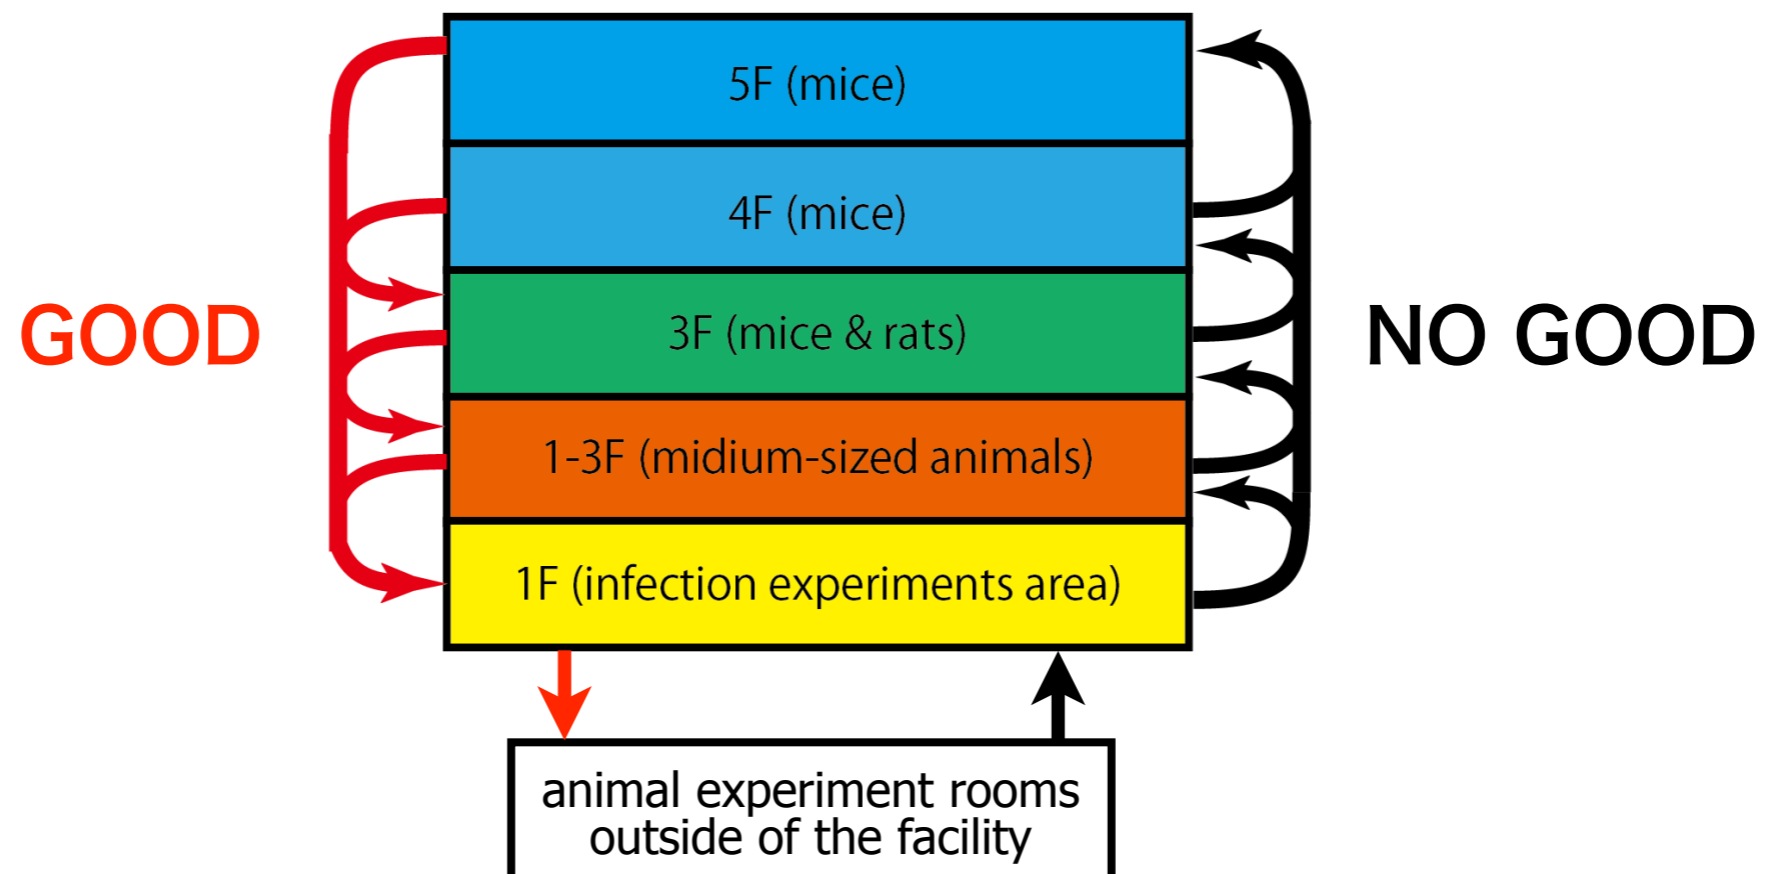 5F (mice)
4F (mice)
GOOD
3F (mice & rats)
NO GOOD
1-3F (midium-sized animals)
1F (infection experiments area)
animal experiment rooms
outside of the facility